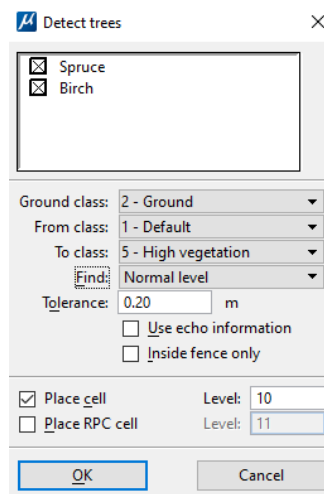 Detect trees
Spruce
Birch
Ground class: 2 - Ground
From class: 1 - Default
To class: 5 - High vegetation
Find: Normal level
Tolerance: 0.20 m
Use echo information
Inside fence only
Place cell Level: 10
Place RPC cell Level: 11
OK Cancel